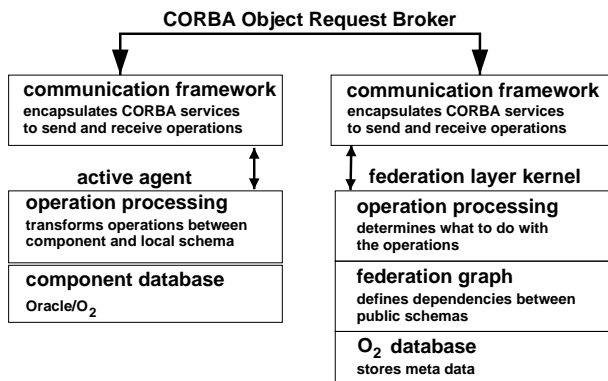 CORBA Object Request Broker
communication framework
encapsulates CORBA services
to send and receive operations
communication framework
encapsulates CORBA services
to send and receive operations
active agent
operation processing
transforms operations between
component and local schema
component database
Oracle/O2
federation layer kernel
operation processing
determines what to do with
the operations
federation graph
defines dependencies between
public schemas
O2 database
stores meta data